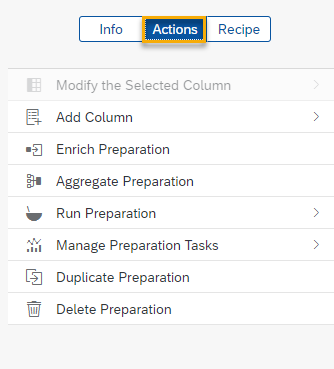 Info Actions Recipe
Modify the Selected Column
Add Column
Enrich Preparation
Aggregate Preparation
Run Preparation
Manage Preparation Tasks
Duplicate Preparation
Delete Preparation